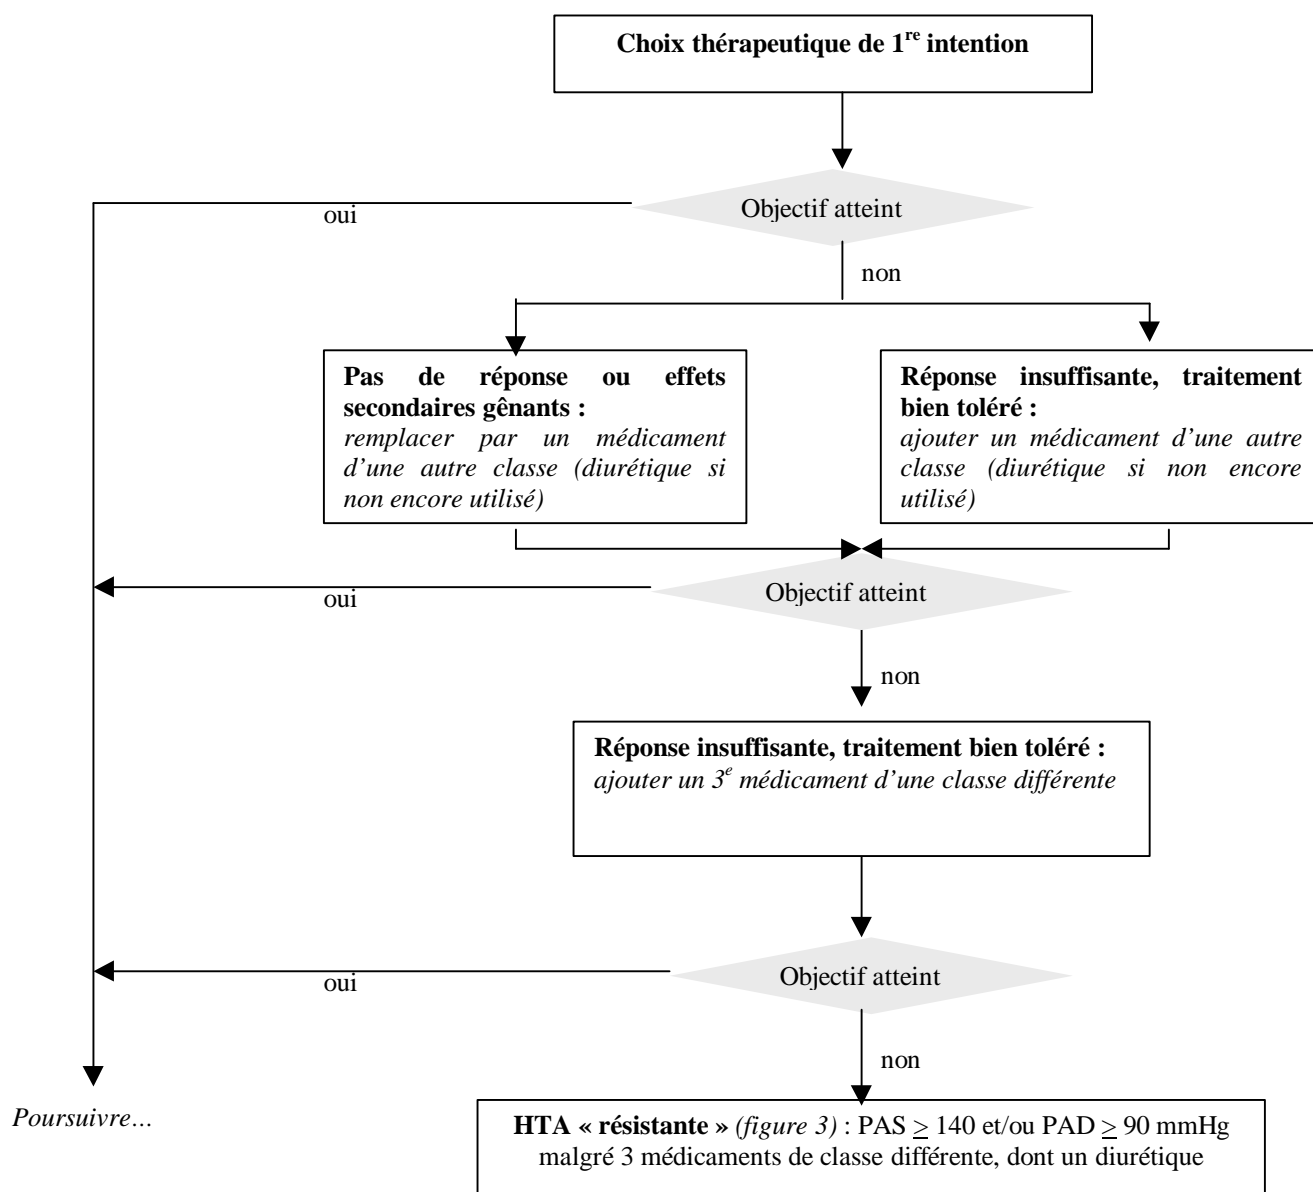 Choix thérapeutique de 1re intention
Objectif atteint
oui
non
Pas de réponse ou effets
secondaires gênants :
remplacer par un médicament
d'une autre classe (diurétique si
non encore utilisé)
Réponse insuffisante, traitement
bien toléré :
ajouter un médicament d'une autre
classe (diurétique si non encore
utilisé)
Objectif atteint
oui
non
Réponse insuffisante, traitement bien toléré :
ajouter un 3e médicament d'une classe différente
Objectif atteint
oui
non
Poursuivre…
HTA « résistante » (figure 3) : PAS ≥ 140 et/ou PAD ≥ 90 mmHg
malgré 3 médicaments de classe différente, dont un diurétique